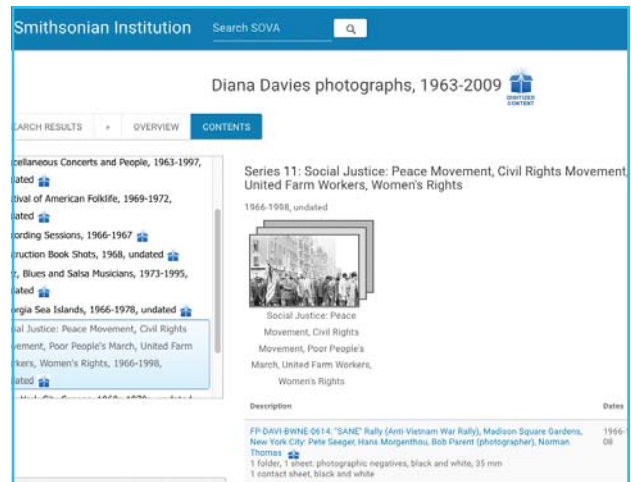 Smithsonian Institution
Search SOVA
Diana Davies photographs, 1963-2009
DIGITIZED
CONTENT
EARCH RESULTS
OVERVIEW
CONTENTS
cellaneous Concerts and People, 1963-1997,
ated
tival of American Folklife, 1969-1972,
ated
ording Sessions, 1966-1967
truction Book Shots, 1968, undated
z, Blues and Salsa Musicians, 1973-1995,
ated
orgia Sea Islands, 1966-1978, undated
ial Justice: Peace Movement, Civil Rights
vement, Poor People's March, United Farm
rkers, Women's Rights, 1966-1998,
ated
Series 11: Social Justice: Peace Movement, Civil Rights Movement,
United Farm Workers, Women's Rights
1966-1998, undated
Social Justice: Peace
Movement, Civil Rights
Movement, Poor People's
March, United Farm Workers,
Women's Rights
Description
Dates
FP-DAVI-BWNE-0614. "SANE" Rally (Anti-Vietnam War Rally), Madison Square Gardens,
New York City: Pete Seeger, Hans Morgenthou, Bob Parent (photographer), Norman
Thomas
1 folder, 1 sheet, photographic negatives, black and white, 35 mm
1 contact sheet, black and white
1966-
08